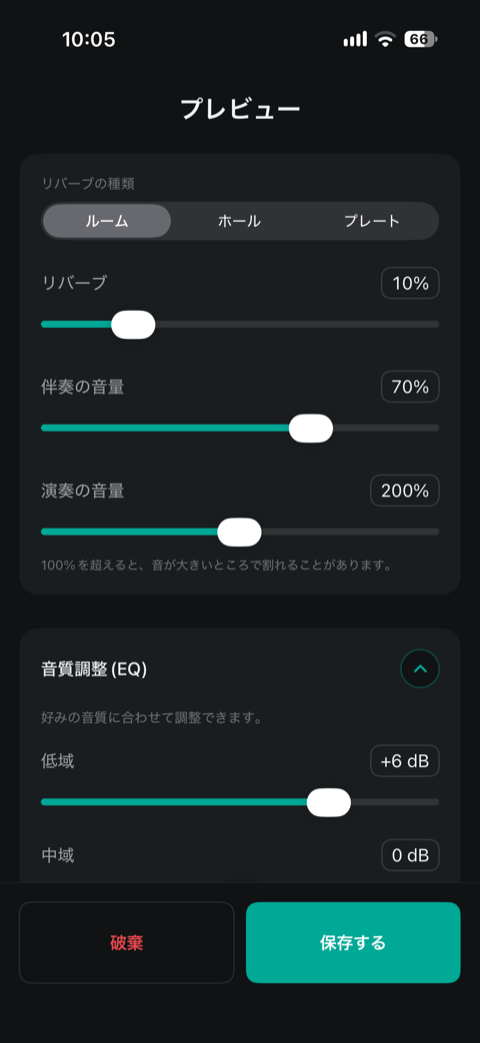 10:05
66
プレビュー
リバーブの種類
ルーム ホール プレート
リバーブ 10%
伴奏の音量 70%
演奏の音量 200%
100%を超えると、音が大きいところで割れることがあります。
音質調整 (EQ)
好みの音質に合わせて調整できます。
低域 +6 dB
中域 0 dB
破棄 保存する